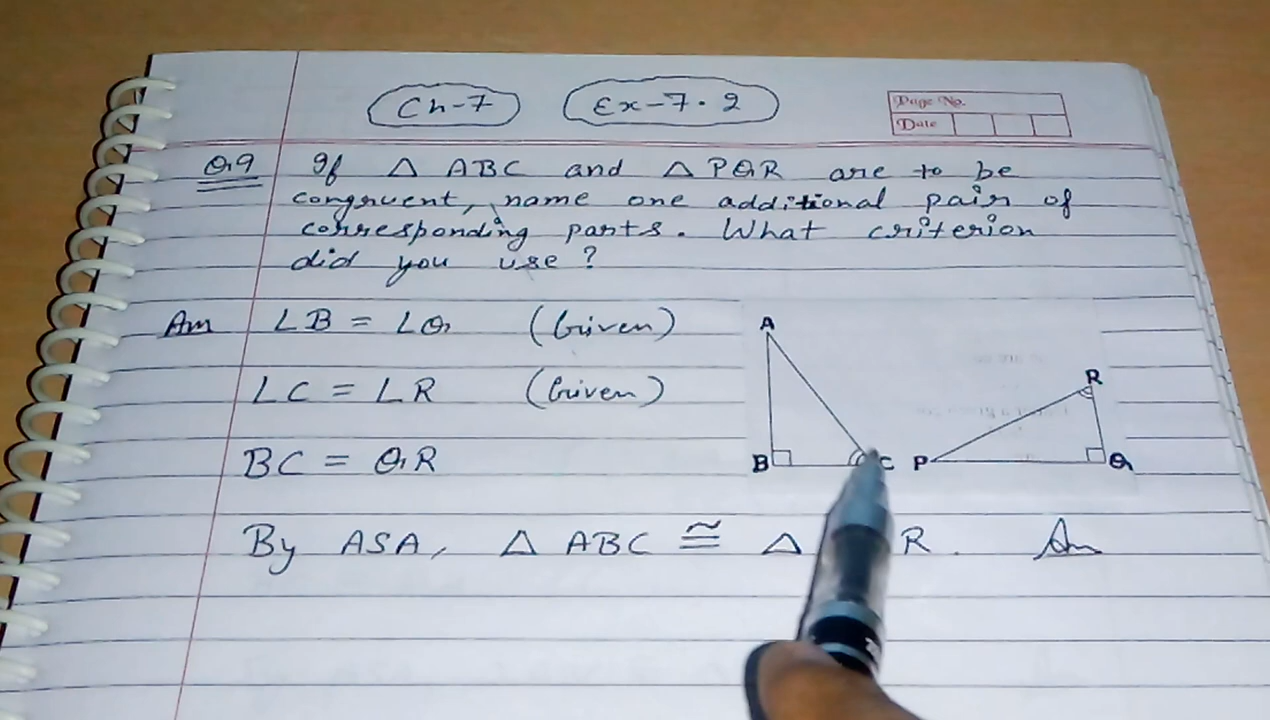 Ch-7 Ex-7.2
Page No.
Date
Q.9 If △ ABC and △ PQR are to be
congruent, name one additional pair of
corresponding parts. What criterion
did you use?
Ans ∠B = ∠Q (Given)
∠C = ∠R (Given)
BC = QR
By ASA, △ ABC ≅ △ R. Ans
A
B C
R
P Q